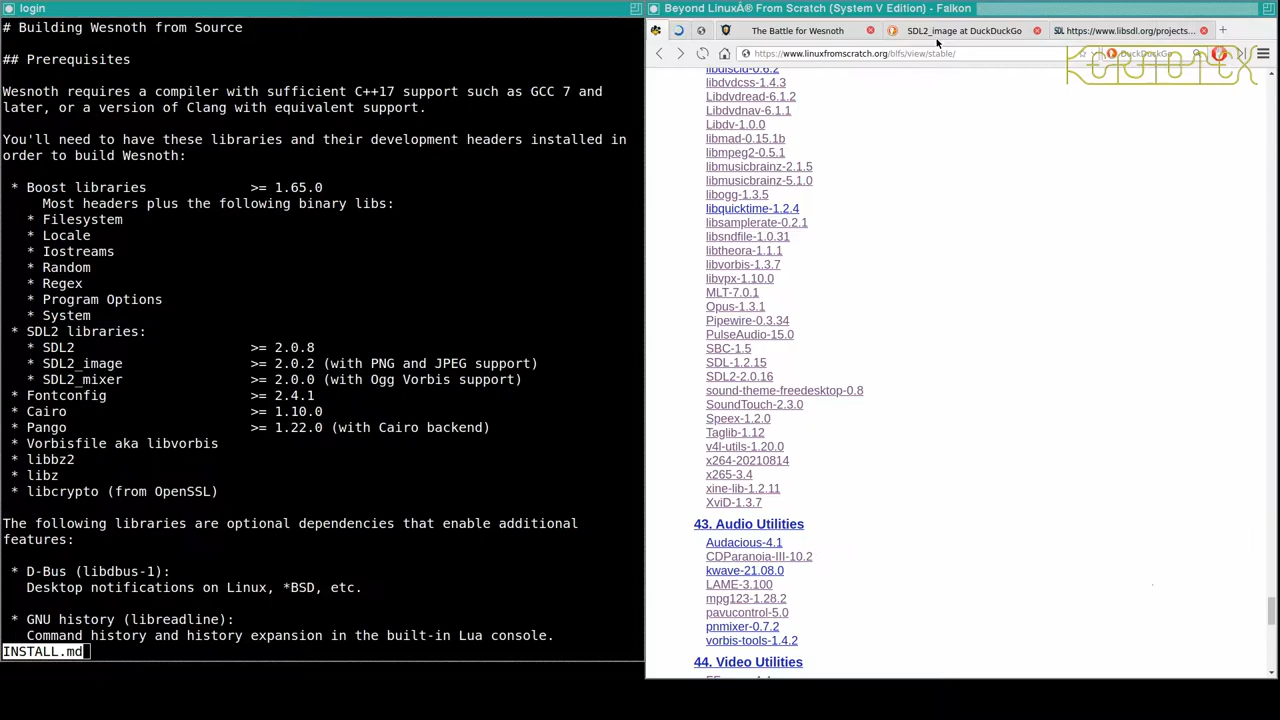 login
# Building Wesnoth from Source
## Prerequisites
Wesnoth requires a compiler with sufficient C++17 support such as GCC 7 and
later, or a version of Clang with equivalent support.
You'll need to have these libraries and their development headers installed in
order to build Wesnoth:
* Boost libraries >= 1.65.0
Most headers plus the following binary libs:
* Filesystem
* Locale
* Iostreams
* Random
* Regex
* Program Options
* System
* SDL2 libraries:
* SDL2 >= 2.0.8
* SDL2_image >= 2.0.2 (with PNG and JPEG support)
* SDL2_mixer >= 2.0.0 (with Ogg Vorbis support)
* Fontconfig >= 2.4.1
* Cairo >= 1.10.0
* Pango >= 1.22.0 (with Cairo backend)
* Vorbisfile aka libvorbis
* libbz2
* libz
* libcrypto (from OpenSSL)
The following libraries are optional dependencies that enable additional
features:
* D-Bus (libdbus-1):
Desktop notifications on Linux, *BSD, etc.
* GNU history (libreadline):
Command history and history expansion in the built-in Lua console.
INSTALL.md
Beyond LinuxÂ® From Scratch (System V Edition) - Falkon
The Battle for Wesnoth
SDL2_image at DuckDuckGo
SDL https://www.libsdl.org/projects...
https://www.linuxfromscratch.org/blfs/view/stable/
DuckDuckGo
libdiscid-0.6.2
libdvdcss-1.4.3
Libdvdread-6.1.2
Libdvdnav-6.1.1
Libdv-1.0.0
libmad-0.15.1b
libmpeg2-0.5.1
libmusicbrainz-2.1.5
libmusicbrainz-5.1.0
libogg-1.3.5
libquicktime-1.2.4
libsamplerate-0.2.1
libsndfile-1.0.31
libtheora-1.1.1
libvorbis-1.3.7
libvpx-1.10.0
MLT-7.0.1
Opus-1.3.1
Pipewire-0.3.34
PulseAudio-15.0
SBC-1.5
SDL-1.2.15
SDL2-2.0.16
sound-theme-freedesktop-0.8
SoundTouch-2.3.0
Speex-1.2.0
Taglib-1.12
v4l-utils-1.20.0
x264-20210814
x265-3.4
xine-lib-1.2.11
XviD-1.3.7
43. Audio Utilities
Audacious-4.1
CDParanoia-III-10.2
kwave-21.08.0
LAME-3.100
mpg123-1.28.2
pavucontrol-5.0
pnmixer-0.7.2
vorbis-tools-1.4.2
44. Video Utilities